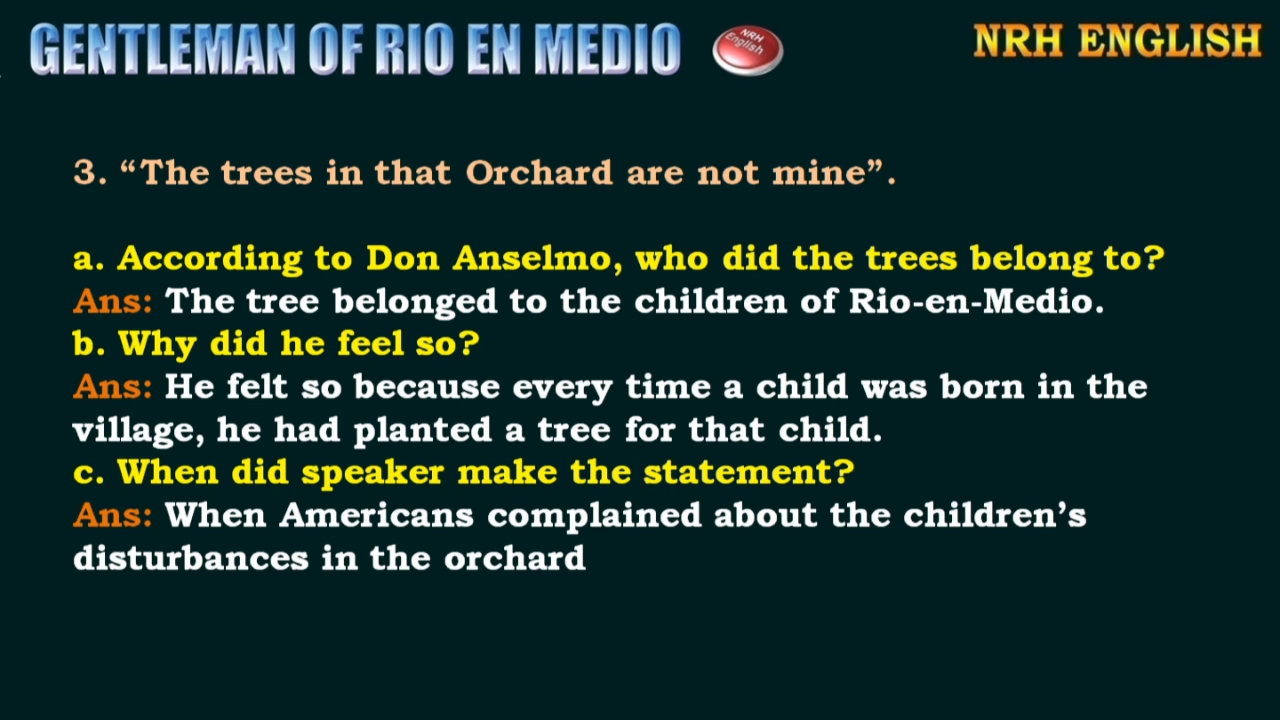 GENTLEMAN OF RIO EN MEDIO
NRH English
NRH ENGLISH
3. “The trees in that Orchard are not mine”.
a. According to Don Anselmo, who did the trees belong to?
Ans: The tree belonged to the children of Rio-en-Medio.
b. Why did he feel so?
Ans: He felt so because every time a child was born in the
village, he had planted a tree for that child.
c. When did speaker make the statement?
Ans: When Americans complained about the children’s
disturbances in the orchard